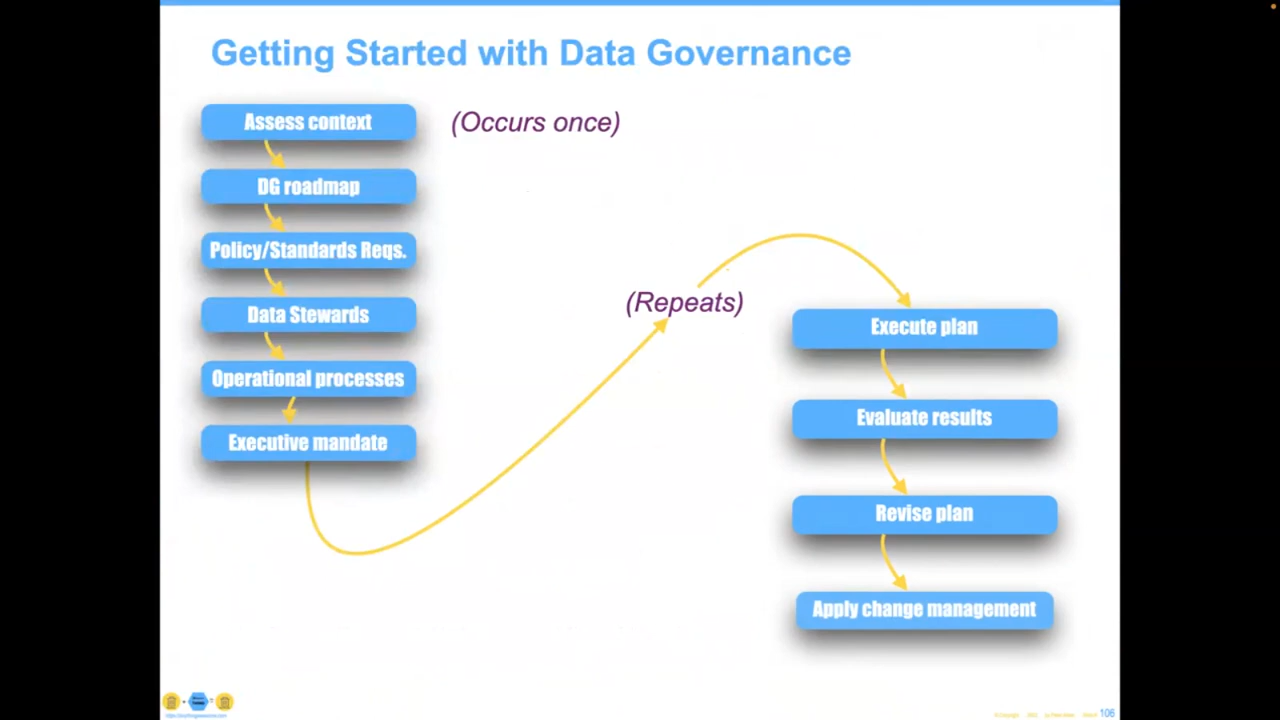 Getting Started with Data Governance
Assess context
(Occurs once)
DG roadmap
Policy/Standards Reqs.
Data Stewards
Operational processes
Executive mandate
(Repeats)
Execute plan
Evaluate results
Revise plan
Apply change management
106